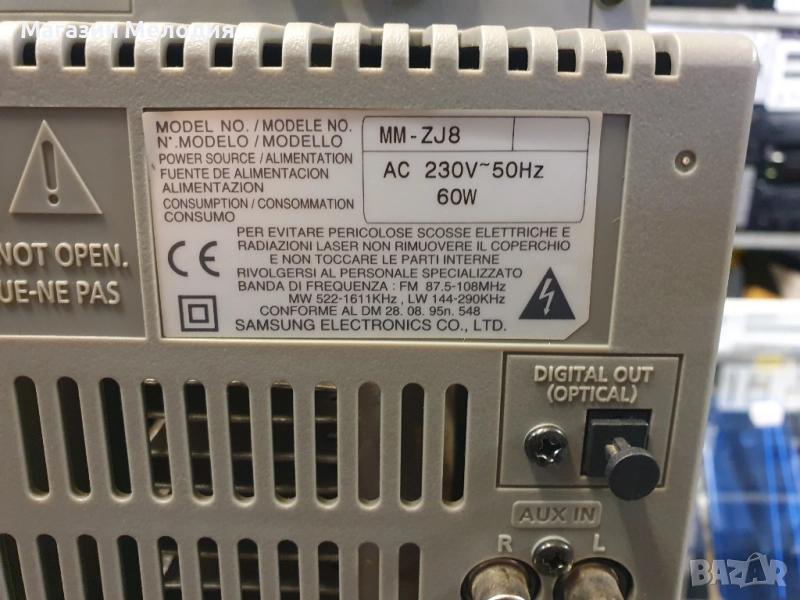 Магазин Мелодия
MODEL NO. / MODELE NO.
N°.MODELO / MODELLO
MM-ZJ8
POWER SOURCE / ALIMENTATION
FUENTE DE ALIMENTACION
ALIMENTAZION
AC 230V~50Hz
CONSUMPTION / CONSOMMATION
CONSUMO
60W
PER EVITARE PERICOLOSE SCOSSE ELETTRICHE E
RADIAZIONI LASER NON RIMUOVERE IL COPERCHIO
E NON TOCCARE LE PARTI INTERNE
RIVOLGERSI AL PERSONALE SPECIALIZZATO
BANDA DI FREQUENZA : FM 87.5-108MHz
MW 522-1611KHz , LW 144-290KHz
CONFORME AL DM 28. 08. 95n. 548
SAMSUNG ELECTRONICS CO., LTD.
CE
NOT OPEN.
UE-NE PAS
DIGITAL OUT
(OPTICAL)
AUX IN
R L
BAZAR